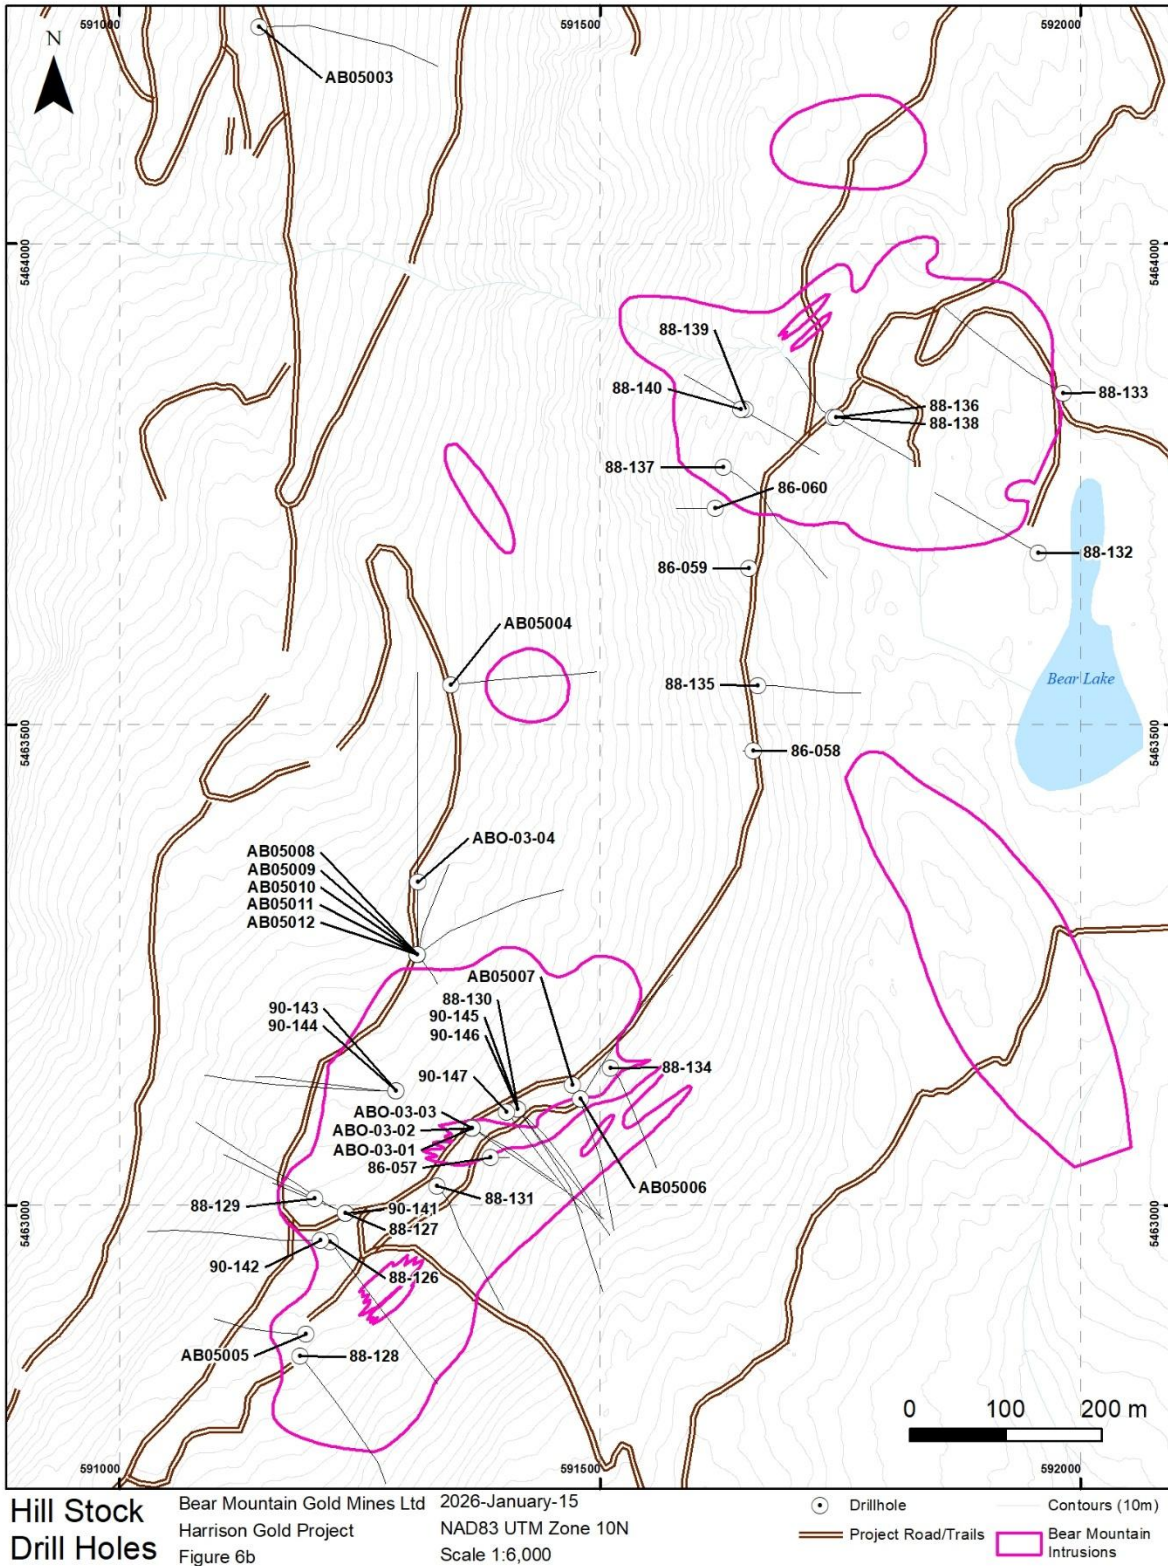 591000
591500
592000
N
AB05003
5464000
5464000
88-139
88-140
88-136
88-138
88-133
88-137
86-060
88-132
86-059
AB05004
88-135
Bear Lake
5463500
5463500
86-058
ABO-03-04
AB05008
AB05009
AB05010
AB05011
AB05012
AB05007
88-130
90-145
90-146
90-143
90-144
90-147
88-134
ABO-03-03
ABO-03-02
ABO-03-01
86-057
AB05006
88-131
88-129
90-141
88-127
5463000
5463000
90-142
88-126
AB05005
88-128
0 100 200 m
591000
591500
592000
Hill Stock
Drill Holes
Bear Mountain Gold Mines Ltd
Harrison Gold Project
Figure 6b
2026-January-15
NAD83 UTM Zone 10N
Scale 1:6,000
Drillhole
Project Road/Trails
Contours (10m)
Bear Mountain
Intrusions